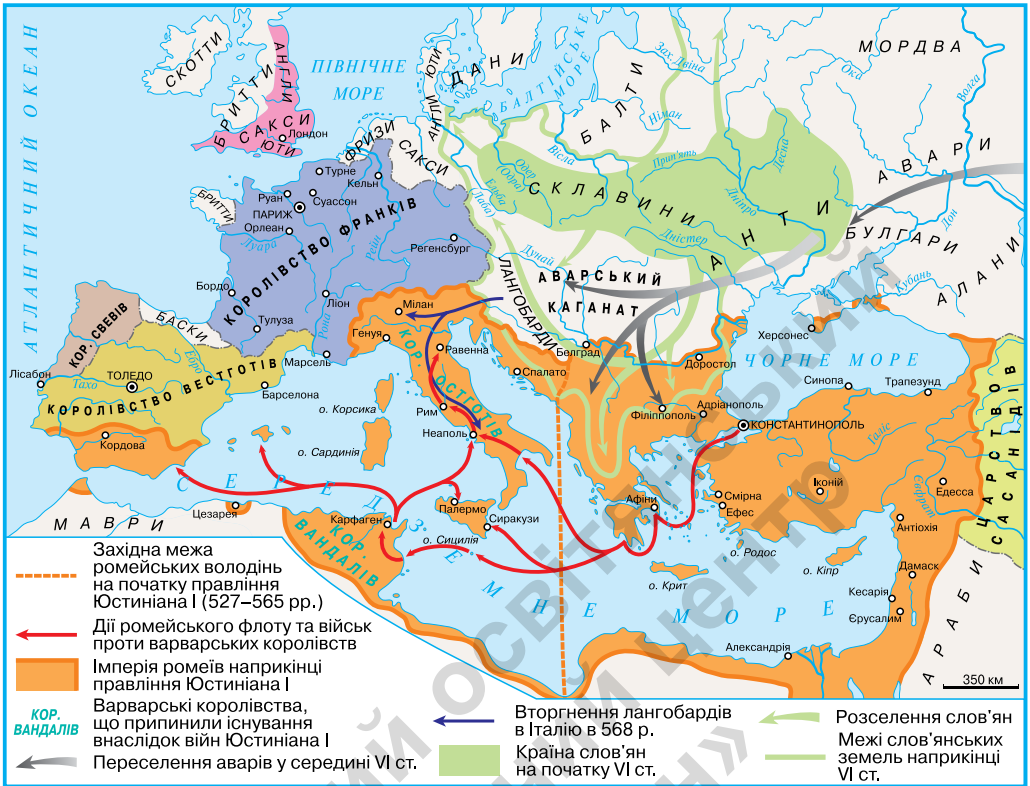 АТЛАНТИЧНИЙ ОКЕАН
СКОТТИ
БРИТТИ
АНГЛИ
САКСИ
ЮТИ
Лондон
ПІВНІЧНЕ
МОРЕ
ЮТИ
АНГЛИ
ДАНИ
БАЛТІЙСЬКЕ
МОРЕ
БАЛТИ
Зах. Двіна
Німан
МОРДВА
Ока
Волга
ФРИЗИ
САКСИ
Турне
Кельн
Руан
Суассон
ПАРИЖ
Орлеан
БРИТТИ
Луара
Рейн
КОРОЛІВСТВО ФРАНКІВ
Регенсбург
Бордо
Ліон
Рона
Тулуза
Марсель
Ельба
(Лаба)
Одер
(Одра)
Вісла
Прип'ять
Десна
Дніпро
Дністер
Дунай
Дон
Кубань
СКЛАВИНИ
АНТИ
АВАРИ
БУЛГАРИ
АЛАНИ
ЛАНГОБАРДИ
АВАРСЬКИЙ
КАГАНАТ
КОР. СВЕВІВ
БАСКИ
КОРОЛІВСТВО ВЕСТГОТІВ
Лісабон
Тахо
ТОЛЕДО
Ебро
Барселона
Кордова
Мілан
Генуя
Равенна
КОР. ОСТГОТІВ
Рим
Неаполь
о. Корсика
о. Сардинія
Палермо
Сиракузи
о. Сицилія
Спалато
Белград
Доростол
Філіппополь
Адріанополь
КОНСТАНТИНОПОЛЬ
Херсонес
ЧОРНЕ МОРЕ
Синопа
Трапезунд
Галіс
Євфрат
Іконій
Едесса
Смірна
Ефес
Афіни
Антіохія
о. Родос
о. Кріт
о. Кіпр
Дамаск
Кесарія
Єрусалим
Александрія
ЦАРСТВО
САСАНІДІВ
АРАБИ
МАВРИ
Цезарея
Карфаген
КОР.
ВАНДАЛІВ
СЕРЕДЗЕМНЕ МОРЕ
350 км
Західна межа
ромейських володінь
на початку правління
Юстиніана I (527–565 рр.)
Дії ромейського флоту та військ
проти варварських королівств
Імперія ромеїв наприкінці
правління Юстиніана I
КОР.
ВАНДАЛІВ
Варварські королівства,
що припинили існування
внаслідок війн Юстиніана I
Переселення аварів у середині VI ст.
Вторгнення лангобардів
в Італію в 568 р.
Країна слов'ян
на початку VI ст.
Розселення слов'ян
Межі слов'янських
земель наприкінці
VI ст.